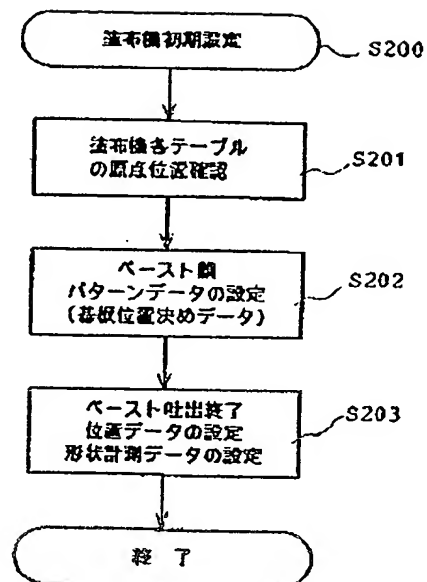 塗布機初期設定
S200
塗布機各テーブル
の原点位置確認
S201
ペースト膜
パターンデータの設定
(基板位置決めデータ)
S202
ペースト吐出終了
位置データの設定
形状計測データの設定
S203
終了